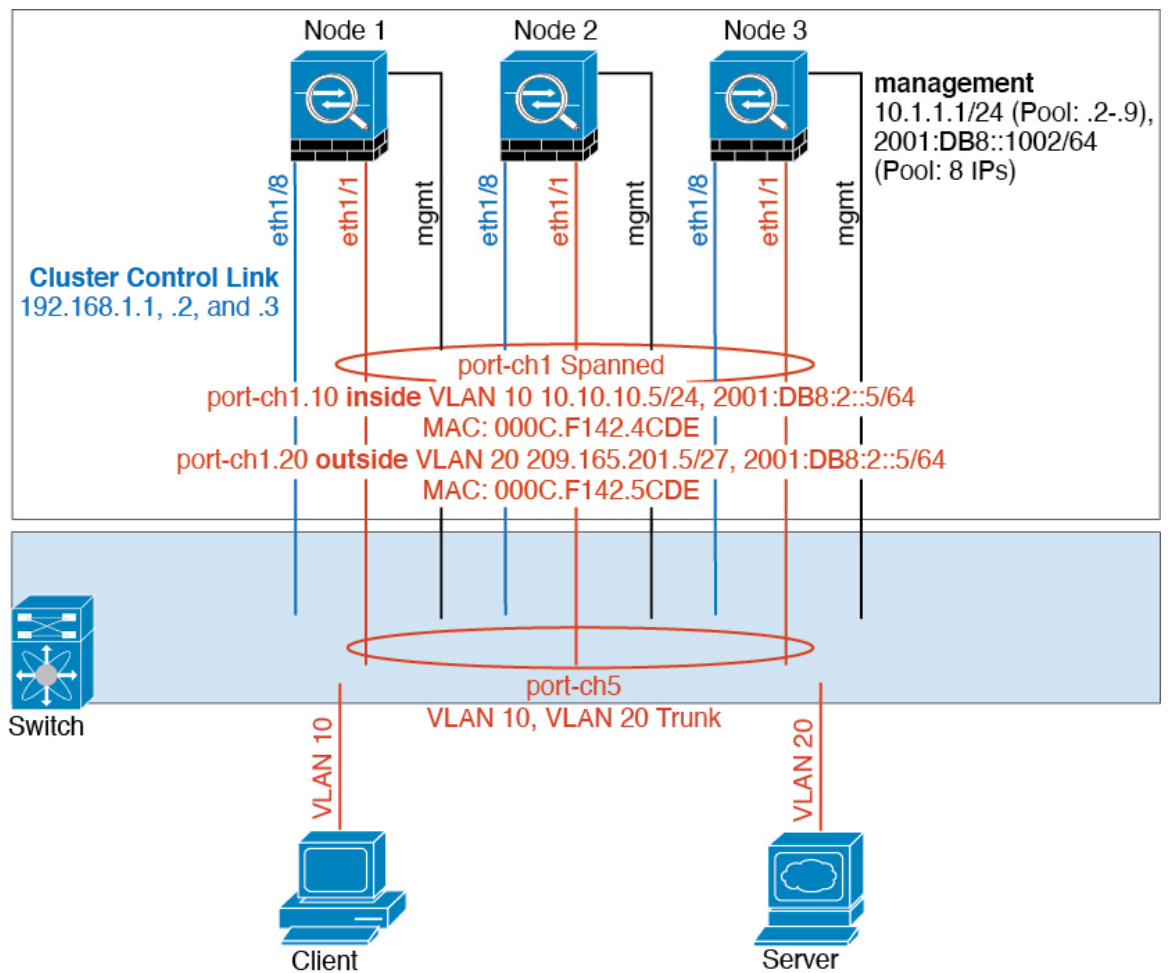 Node 1
Node 2
Node 3
management
10.1.1.1/24 (Pool: .2-.9),
2001:DB8::1002/64
(Pool: 8 IPs)
eth1/8
eth1/1
mgmt
eth1/8
eth1/1
mgmt
eth1/8
eth1/1
mgmt
Cluster Control Link
192.168.1.1, .2, and .3
port-ch1 Spanned
port-ch1.10 inside VLAN 10 10.10.10.5/24, 2001:DB8:2::5/64
MAC: 000C.F142.4CDE
port-ch1.20 outside VLAN 20 209.165.201.5/27, 2001:DB8:2::5/64
MAC: 000C.F142.5CDE
Switch
port-ch5
VLAN 10, VLAN 20 Trunk
VLAN 10
VLAN 20
Client
Server